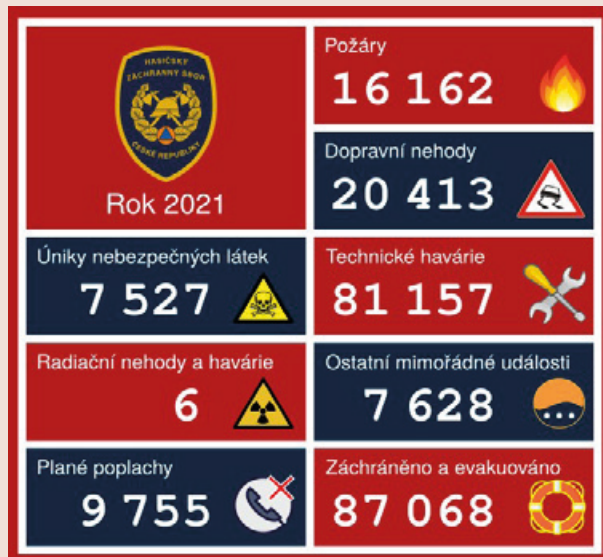 HASIČSKÝ
ZÁCHRANNÝ SBOR
ČESKÉ REPUBLIKY
Rok 2021
Požáry
16 162
Dopravní nehody
20 413
Úniky nebezpečných látek
7 527
Technické havárie
81 157
Radiační nehody a havárie
6
Ostatní mimořádné události
7 628
Plané poplachy
9 755
Záchráněno a evakuováno
87 068